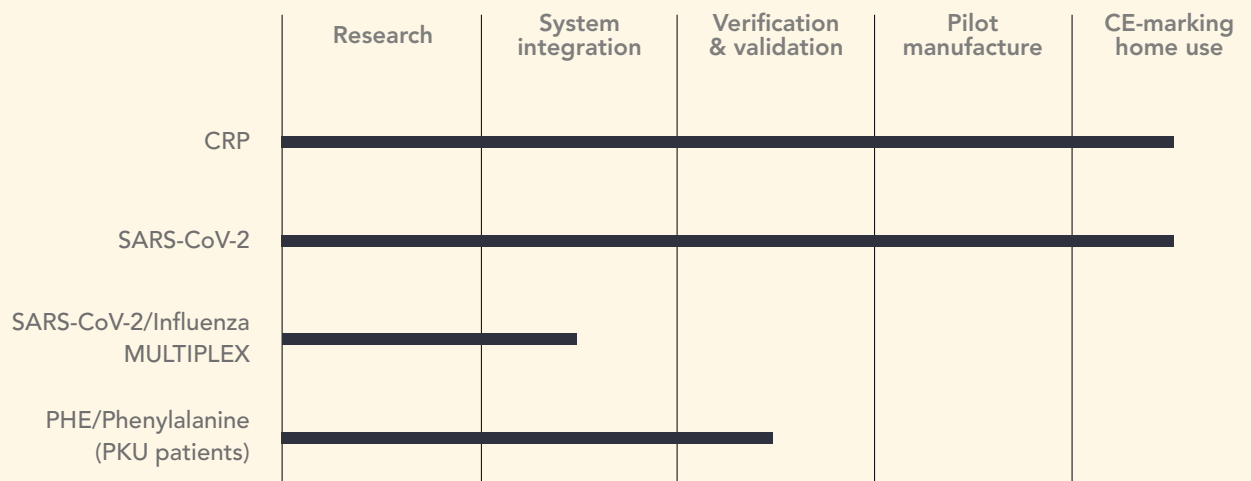 Research
System
integration
Verification
& validation
Pilot
manufacture
CE-marking
home use
CRP
SARS-CoV-2
SARS-CoV-2/Influenza
MULTIPLEX
PHE/Phenylalanine
(PKU patients)